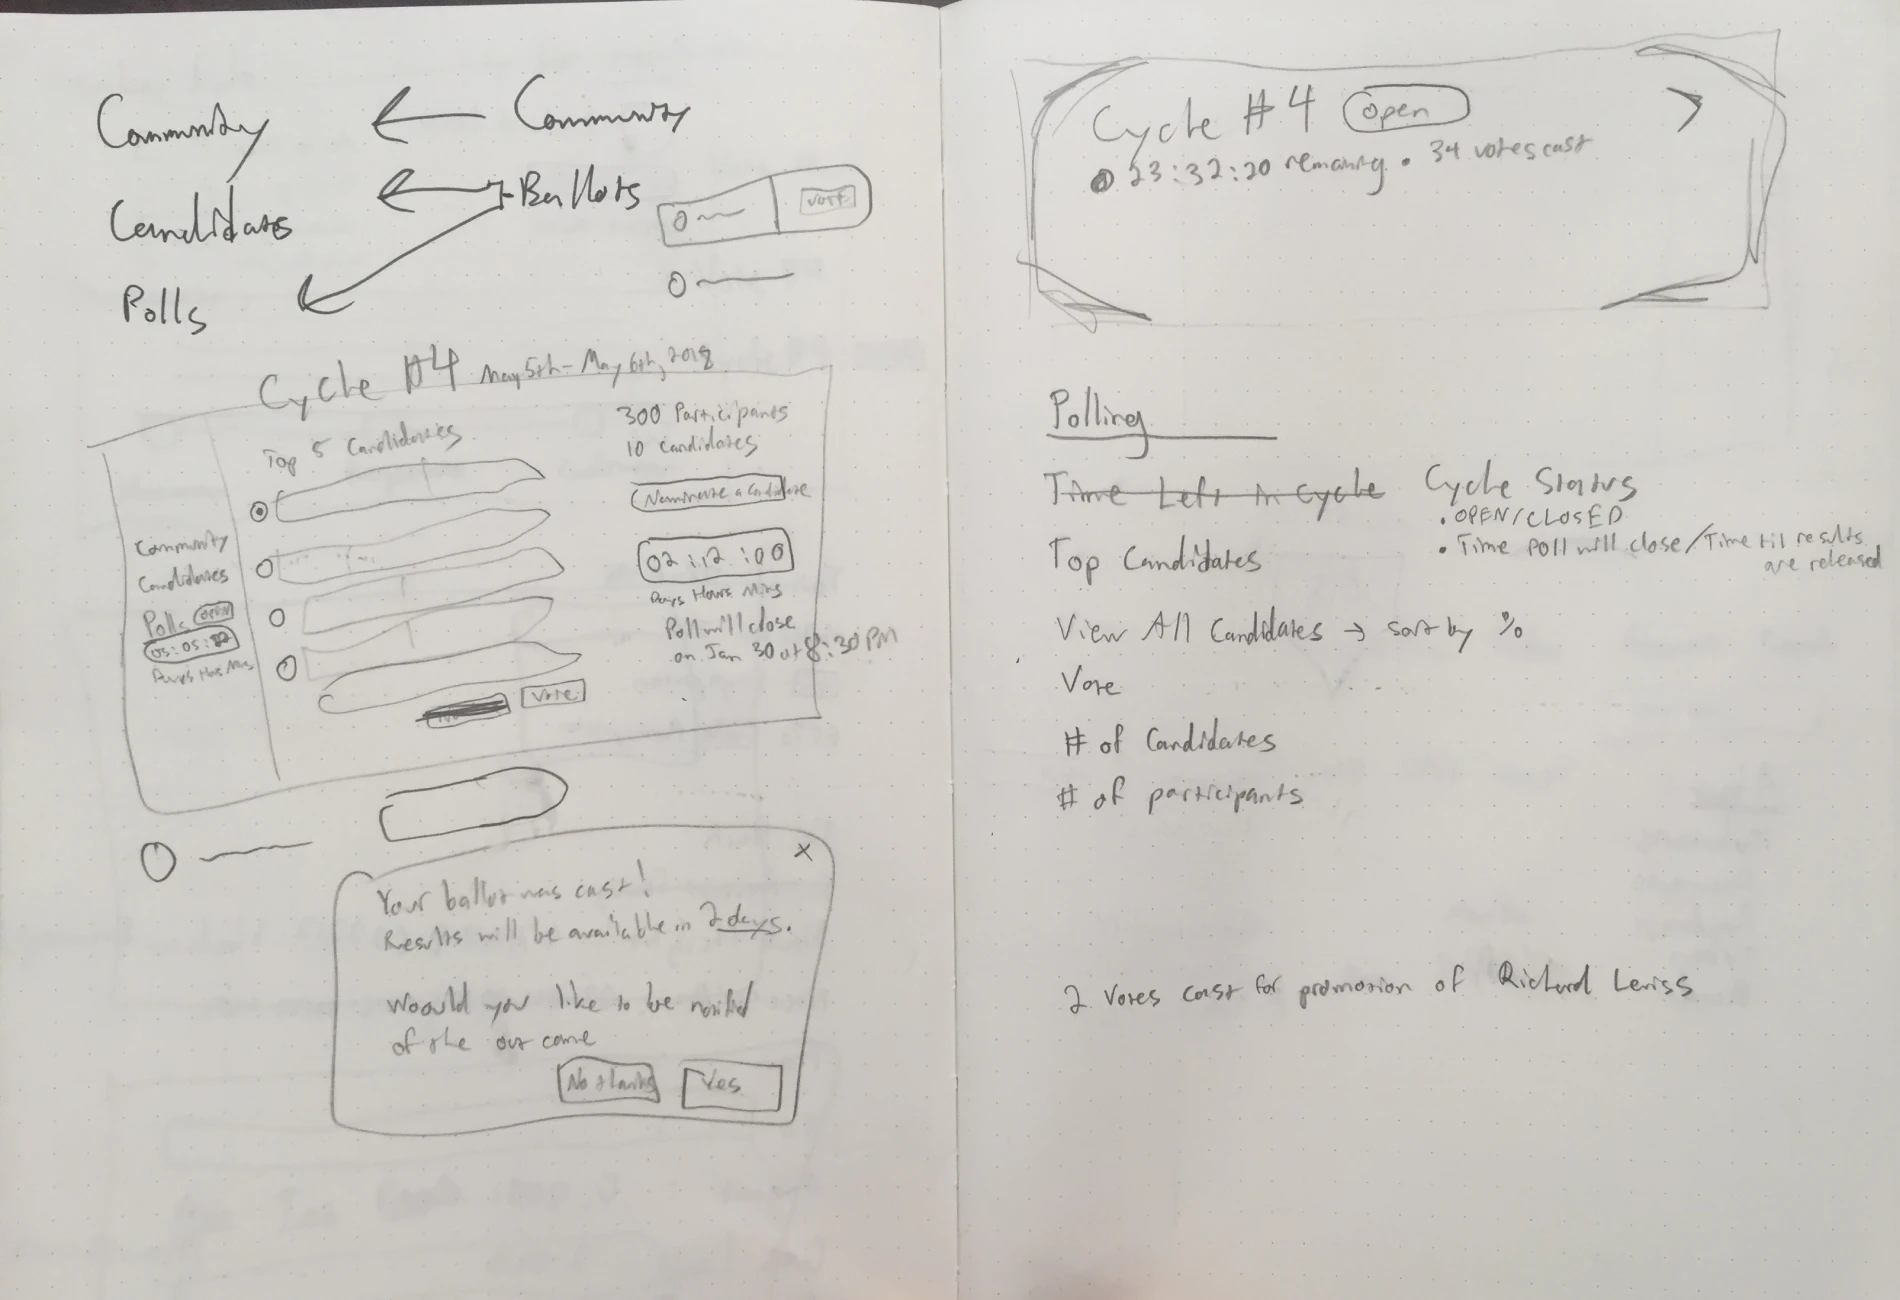 Community
Community
Candidates
Ballots
vote
Polls
Cycle #4 May 5th - May 6th, 2018
Top 5 Candidates
300 Participants
10 candidates
Nominate a Candidate
02:12:00
Days Hours Mins
Poll will close
on Jan 30 at 8:30 PM
Community
Candidates
Polls OPEN
Days Hrs Mins
Vote
x
Your ballot was cast!
Results will be available in 2 days.
Woould you like to be notified
of the out come
No thanks
Yes
Cycle #4 Open >
23:32:20 remaining • 34 votes cast
Polling
Time Left in Cycle
Cycle Status
• OPEN/CLOSED
• Time Poll will close/Time til results
are released
Top Candidates
View All Candidates → sort by %
Vote
# of Candidates
# of participants
2 votes cast for promotion of Richard